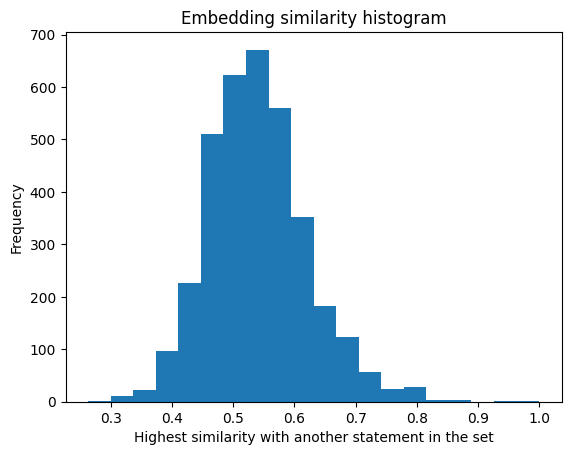 Embedding similarity histogram
700
600
500
400
300
200
100
0
Frequency
0.3 0.4 0.5 0.6 0.7 0.8 0.9 1.0
Highest similarity with another statement in the set